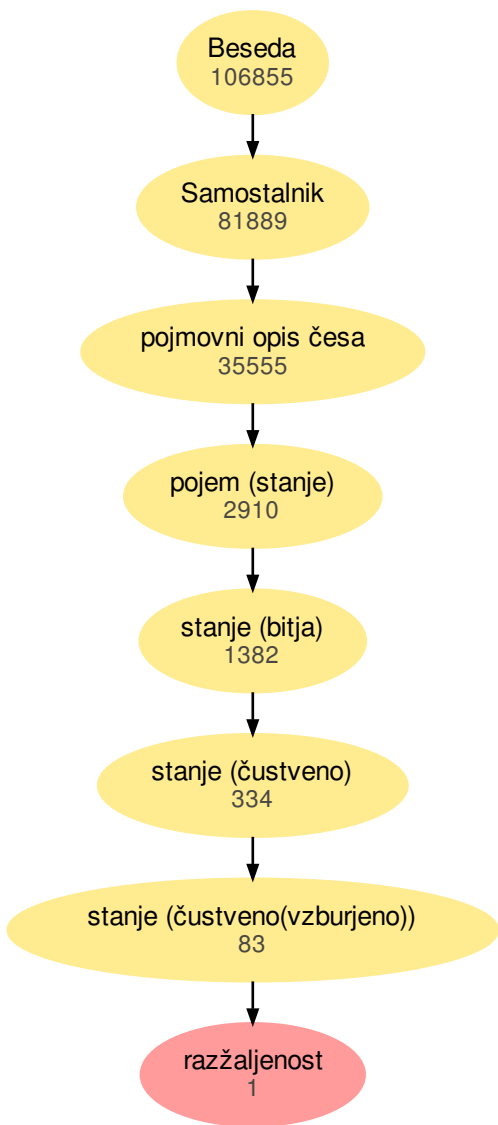 Beseda
106855
Samostalnik
81889
pojmovni opis česa
35555
pojem (stanje)
2910
stanje (bitja)
1382
stanje (čustveno)
334
stanje (čustveno(vzburjeno))
83
razžaljenost
1